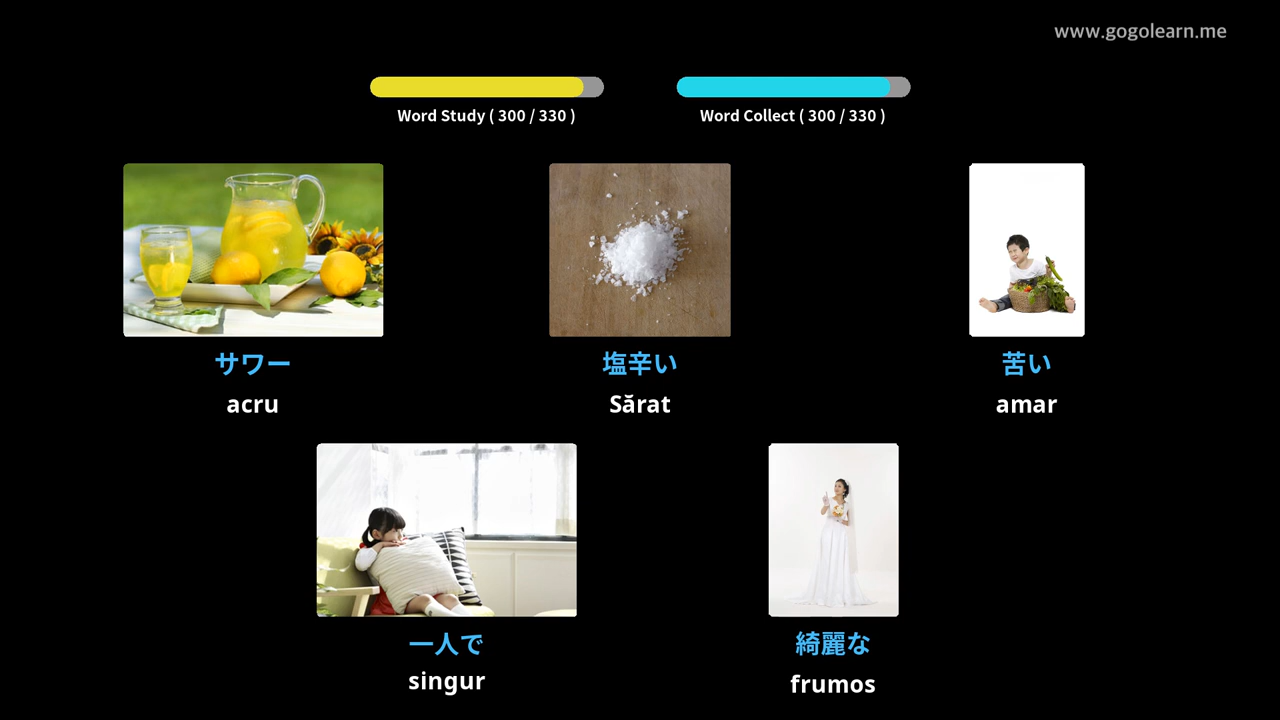 www.gogolearn.me
Word Study ( 300 / 330 )
Word Collect ( 300 / 330 )
サワー
acru
塩辛い
Sărat
苦い
amar
一人で
singur
綺麗な
frumos